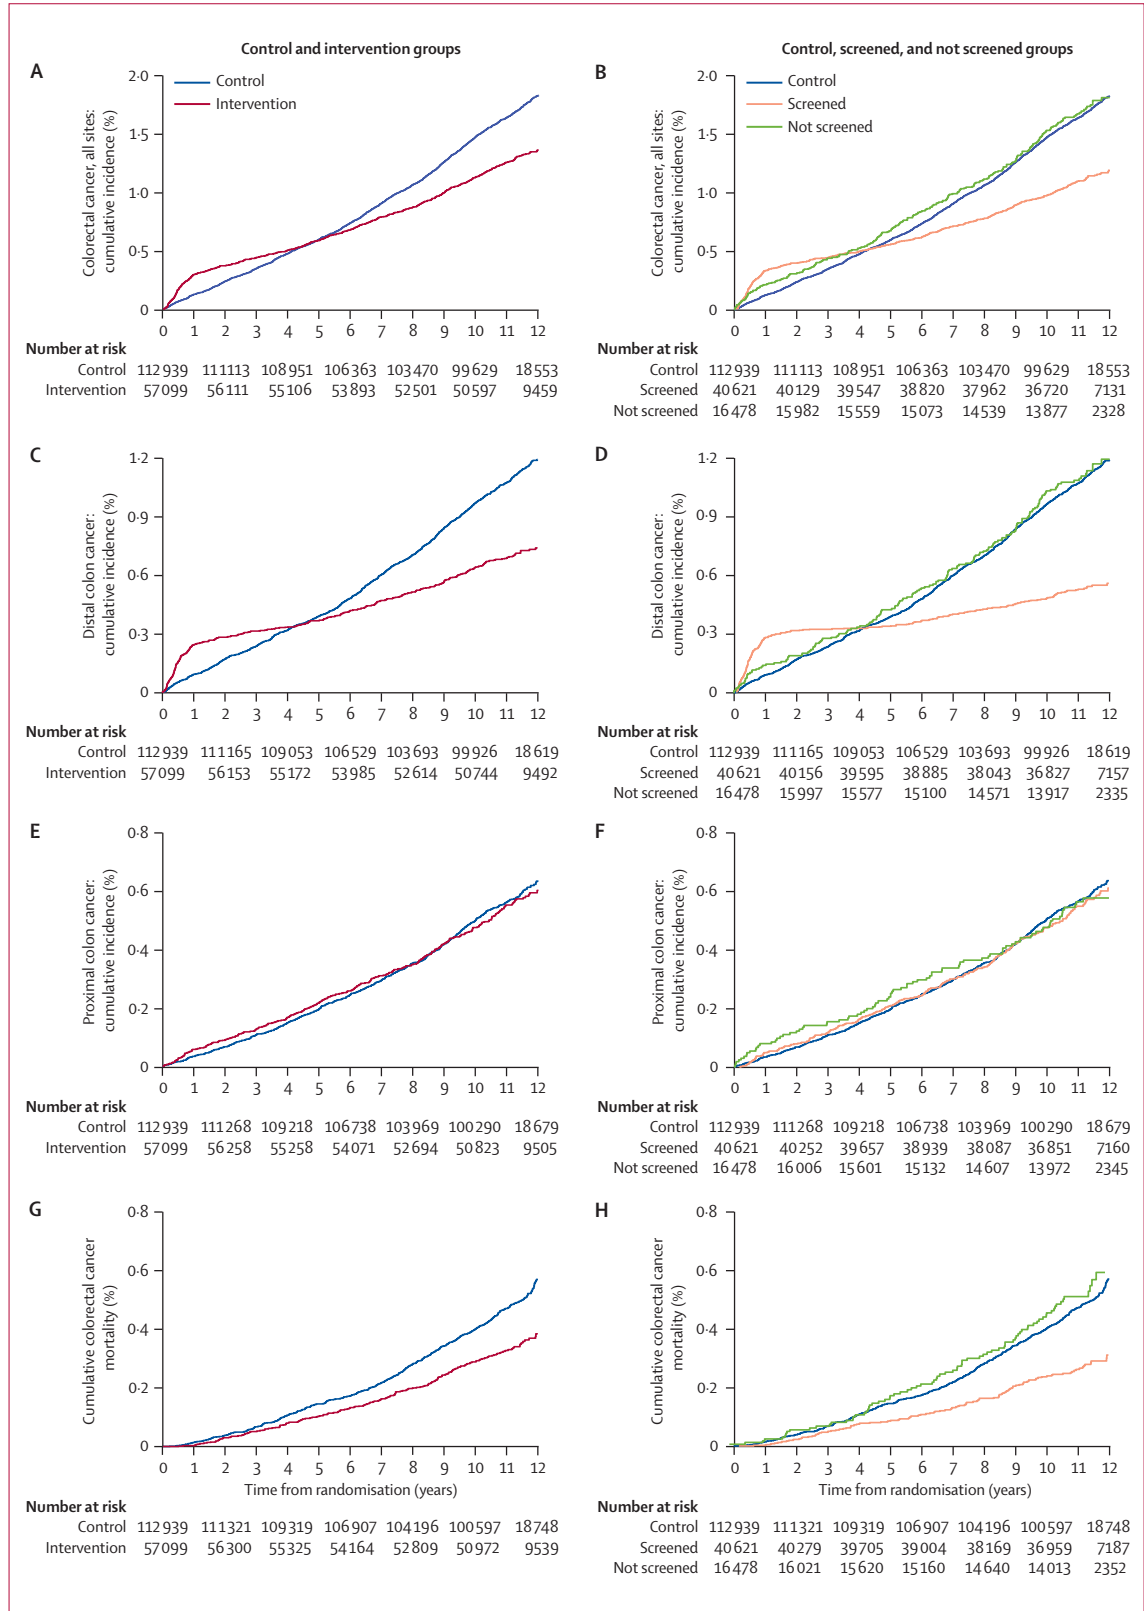 Control and intervention groups
Control, screened, and not screened groups
A
2·0
1·5
1·0
0·5
0
Colorectal cancer, all sites:
cumulative incidence (%)
Control
Intervention
0 1 2 3 4 5 6 7 8 9 10 11 12
Number at risk
Control 112 939 111 113 108 951 106 363 103 470 99 629 18 553
Intervention 57 099 56 111 55 106 53 893 52 501 50 597 9459
B
2·0
1·5
1·0
0·5
0
Colorectal cancer, all sites:
cumulative incidence (%)
Control
Screened
Not screened
0 1 2 3 4 5 6 7 8 9 10 11 12
Number at risk
Control 112 939 111 113 108 951 106 363 103 470 99 629 18 553
Screened 40 621 40 129 39 547 38 820 37 962 36 720 7131
Not screened 16 478 15 982 15 559 15 073 14 539 13 877 2328
C
1·2
0·9
0·6
0·3
0
Distal colon cancer:
cumulative incidence (%)
0 1 2 3 4 5 6 7 8 9 10 11 12
Number at risk
Control 112 939 111 165 109 053 106 529 103 693 99 926 18 619
Intervention 57 099 56 153 55 172 53 985 52 614 50 744 9492
D
1·2
0·9
0·6
0·3
0
Distal colon cancer:
cumulative incidence (%)
0 1 2 3 4 5 6 7 8 9 10 11 12
Number at risk
Control 112 939 111 165 109 053 106 529 103 693 99 926 18 619
Screened 40 621 40 156 39 595 38 885 38 043 36 827 7157
Not screened 16 478 15 997 15 577 15 100 14 571 13 917 2335
E
0·8
0·6
0·4
0·2
0
Proximal colon cancer:
cumulative incidence (%)
0 1 2 3 4 5 6 7 8 9 10 11 12
Number at risk
Control 112 939 111 268 109 218 106 738 103 969 100 290 18 679
Intervention 57 099 56 258 55 258 54 071 52 694 50 823 9505
F
0·8
0·6
0·4
0·2
0
Proximal colon cancer:
cumulative incidence (%)
0 1 2 3 4 5 6 7 8 9 10 11 12
Number at risk
Control 112 939 111 268 109 218 106 738 103 969 100 290 18 679
Screened 40 621 40 252 39 657 38 939 38 087 36 851 7160
Not screened 16 478 16 006 15 601 15 132 14 607 13 972 2345
G
0·8
0·6
0·4
0·2
0
Cumulative colorectal cancer
mortality (%)
0 1 2 3 4 5 6 7 8 9 10 11 12
Time from randomisation (years)
Number at risk
Control 112 939 111 321 109 319 106 907 104 196 100 597 18 748
Intervention 57 099 56 300 55 325 54 164 52 809 50 972 9539
H
0·8
0·6
0·4
0·2
0
Cumulative colorectal cancer
mortality (%)
0 1 2 3 4 5 6 7 8 9 10 11 12
Time from randomisation (years)
Number at risk
Control 112 939 111 321 109 319 106 907 104 196 100 597 18 748
Screened 40 621 40 279 39 705 39 004 38 169 36 959 7187
Not screened 16 478 16 021 15 620 15 160 14 640 14 013 2352